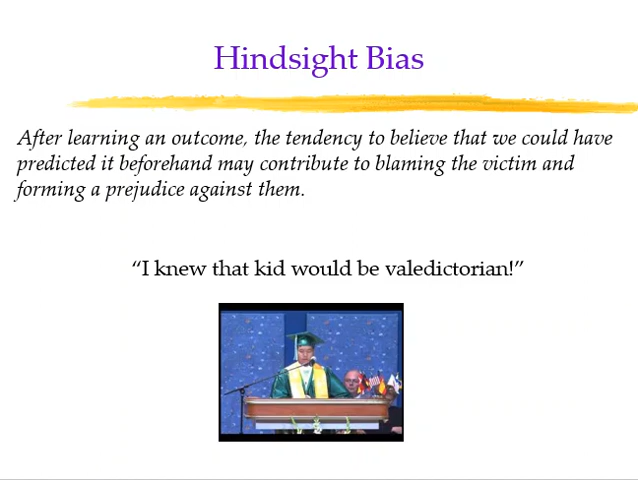 Hindsight Bias
After learning an outcome, the tendency to believe that we could have
predicted it beforehand may contribute to blaming the victim and
forming a prejudice against them.
“I knew that kid would be valedictorian!”